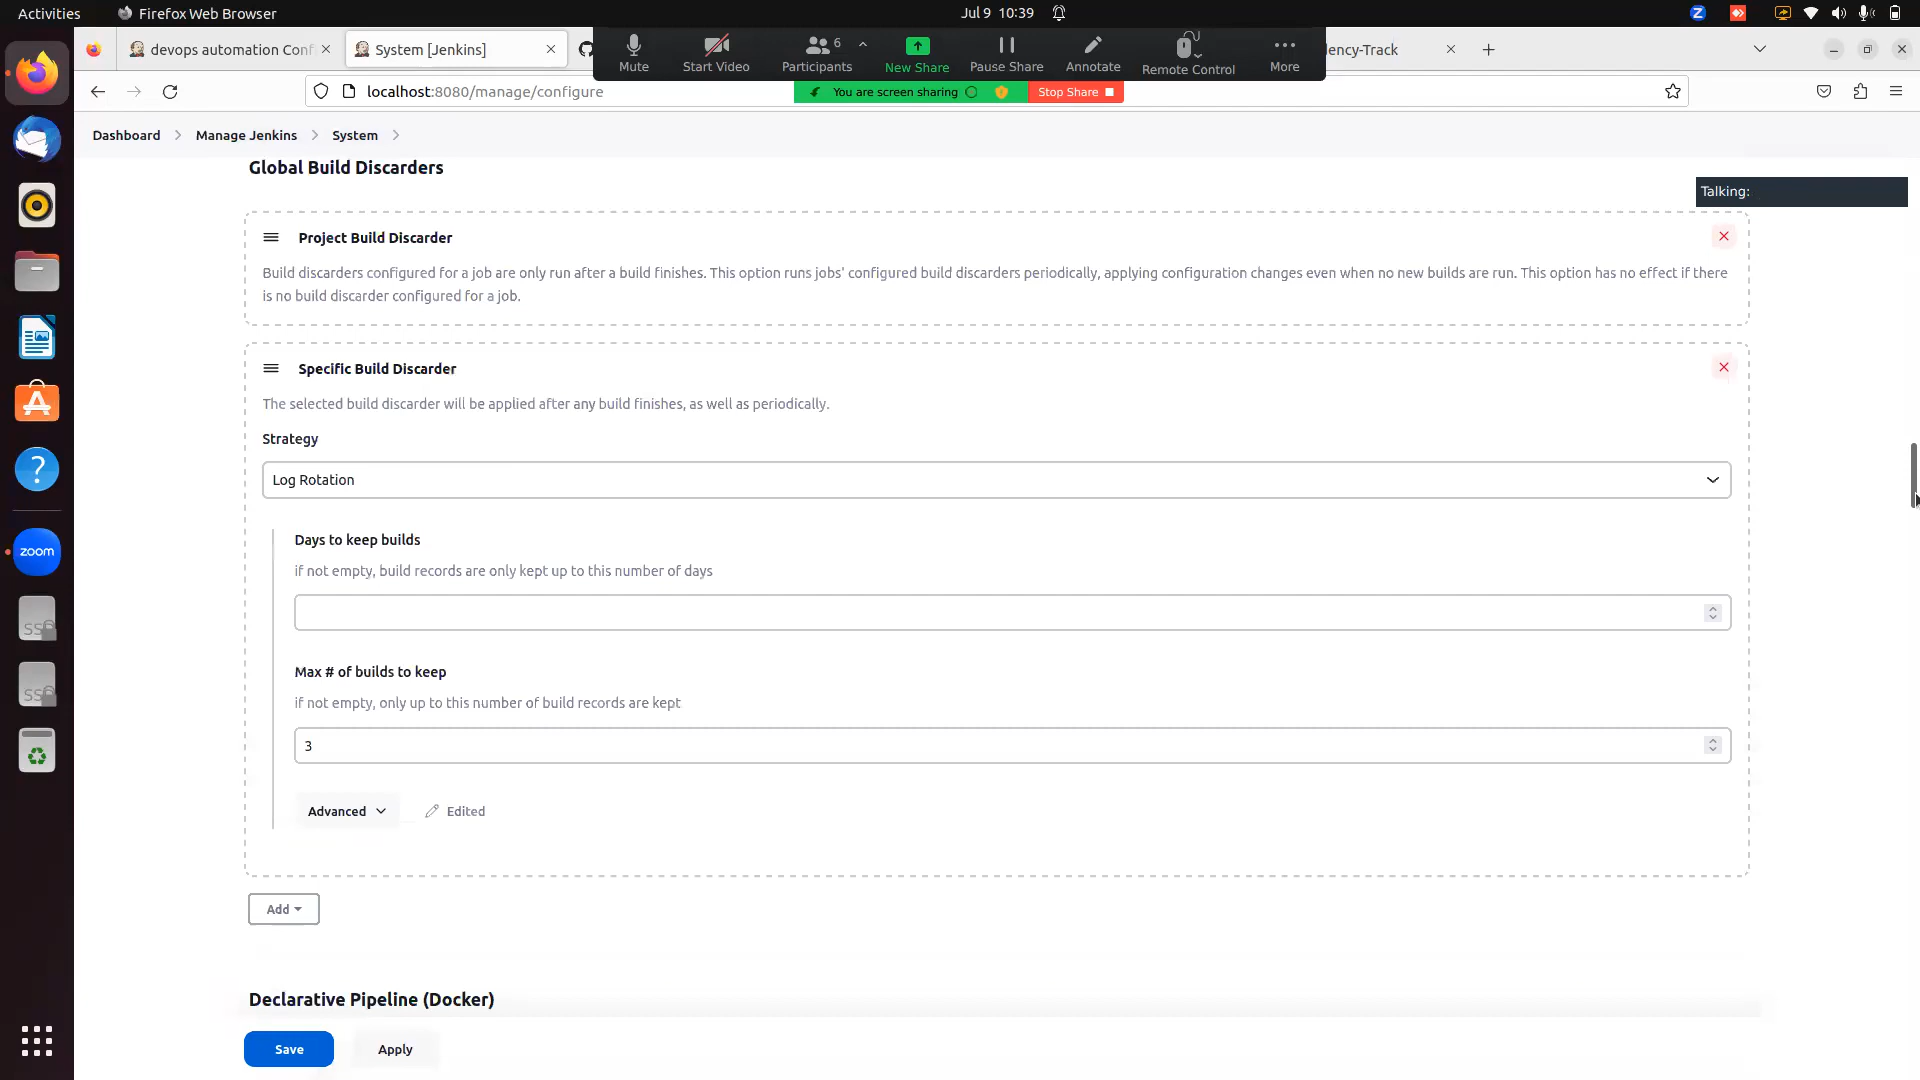 Activities
Firefox Web Browser
Jul 9 10:39
devops automation Conf
System [Jenkins]
Mute
Start Video
Participants
6
New Share
Pause Share
Annotate
Remote Control
More
dency-Track
localhost:8080/manage/configure
You are screen sharing
Stop Share
Dashboard
Manage Jenkins
System
Global Build Discarders
Talking:
Project Build Discarder
Build discarders configured for a job are only run after a build finishes. This option runs jobs' configured build discarders periodically, applying configuration changes even when no new builds are run. This option has no effect if there
is no build discarder configured for a job.
Specific Build Discarder
The selected build discarder will be applied after any build finishes, as well as periodically.
Strategy
Log Rotation
Days to keep builds
if not empty, build records are only kept up to this number of days
zoom
Max # of builds to keep
if not empty, only up to this number of build records are kept
3
Advanced
Edited
Add
Declarative Pipeline (Docker)
Save
Apply